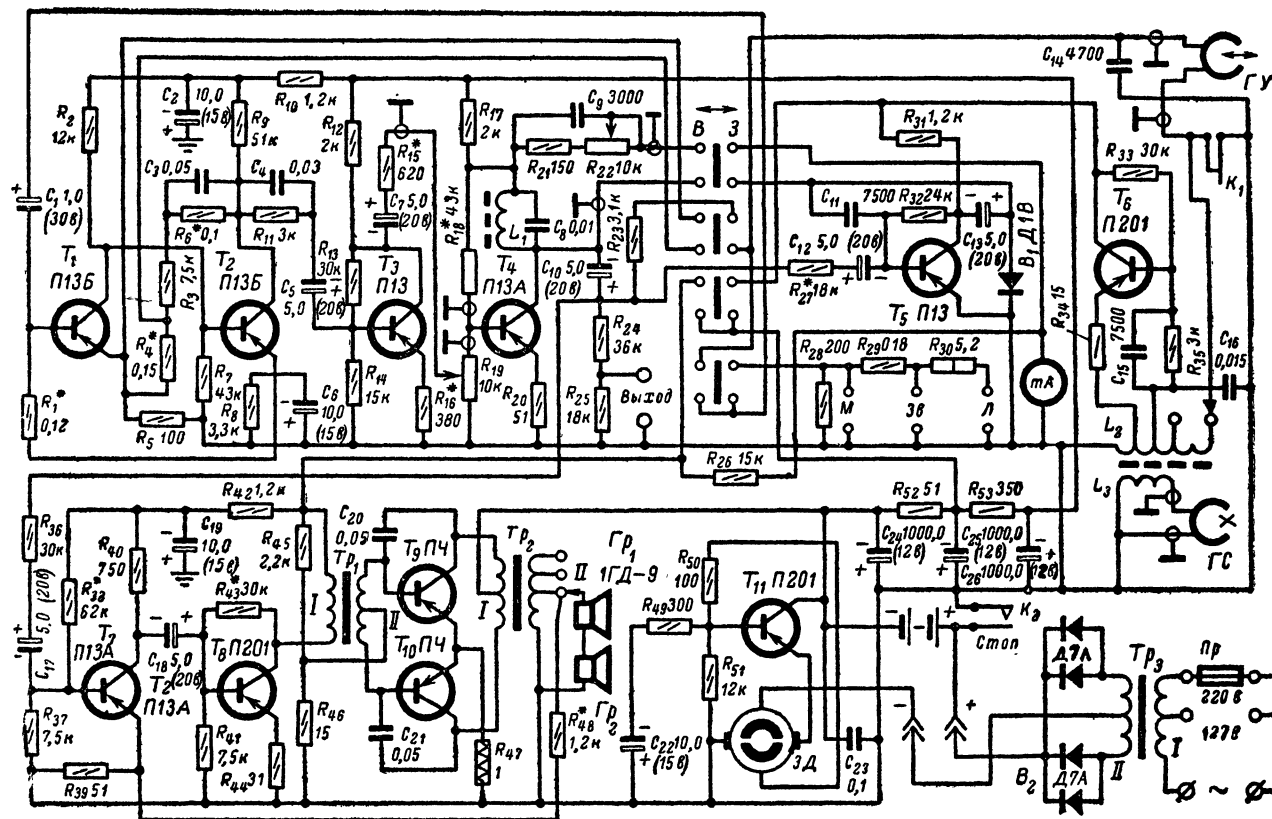 R2 12к
C2 10,0 (15в)
R9 51к
R10 1,2к
R12 2к
R15* 620
R17 2к
C9 3000
R21 150
R22 10к
В З
R31 1,2к
C14 4700
ГУ
K1
R33 30к
T6 П201
C1 1,0 (30в)
C3 0,05
C4 0,03
R6* 0,1
R11 3к
C7 5,0 (20в)
R18* 43к
L1
C8 0,01
R23 3,1к
C11 7500
R32 24к
C13 5,0 (20в)
B1 Д1В
C12 5,0 (20в)
R27* 18к
T5 П13
T1 П13Б
R3 7,5к
T2 П13Б
R13 30к
C5 5,0 (20в)
T3 П13
T4 П13А
C10 5,0 (20в)
R34 15
R4* 0,15
R1* 0,12
R5 100
R7 43к
R8 3,3к
C6 10,0 (15в)
R14 15к
R16* 380
R19 10к
R20 51
R24 36к
R25 18к
Выход
R28 200
R29 018
R30 5,2
М Зв Л
mA
C15 7500
R35 3к
C16 0,015
L2
R26 15к
L3
ГС
R36 30к
R38* 62к
R40 750
C19 10,0 (15в)
R42 1,2к
R45 2,2к
C20 0,05
Тр1
I II
T9 ПЧ
T10 ПЧ
Тр2
I II
Гр1 1ГД-9
Гр2
R50 100
R49 300
T11 П201
R52 51
R53 350
C24 1000,0 (12в)
C25 1000,0 (12в)
C26 1000,0 (12в)
Kд
Стоп
C17 5,0 (20в)
T7 П13А
R43* 30к
C18 5,0 (20в)
T8 П201
T2 П13А
R37 7,5к
R39 51
R41 7,5к
R44 31
R46 15
C21 0,05
R47 1
R48* 1,2к
C22 10,0 (15в)
R51 12к
ЭД
C23 0,1
Д7А
Д7А
B2
Тр3
II I
Пр
220в
127в